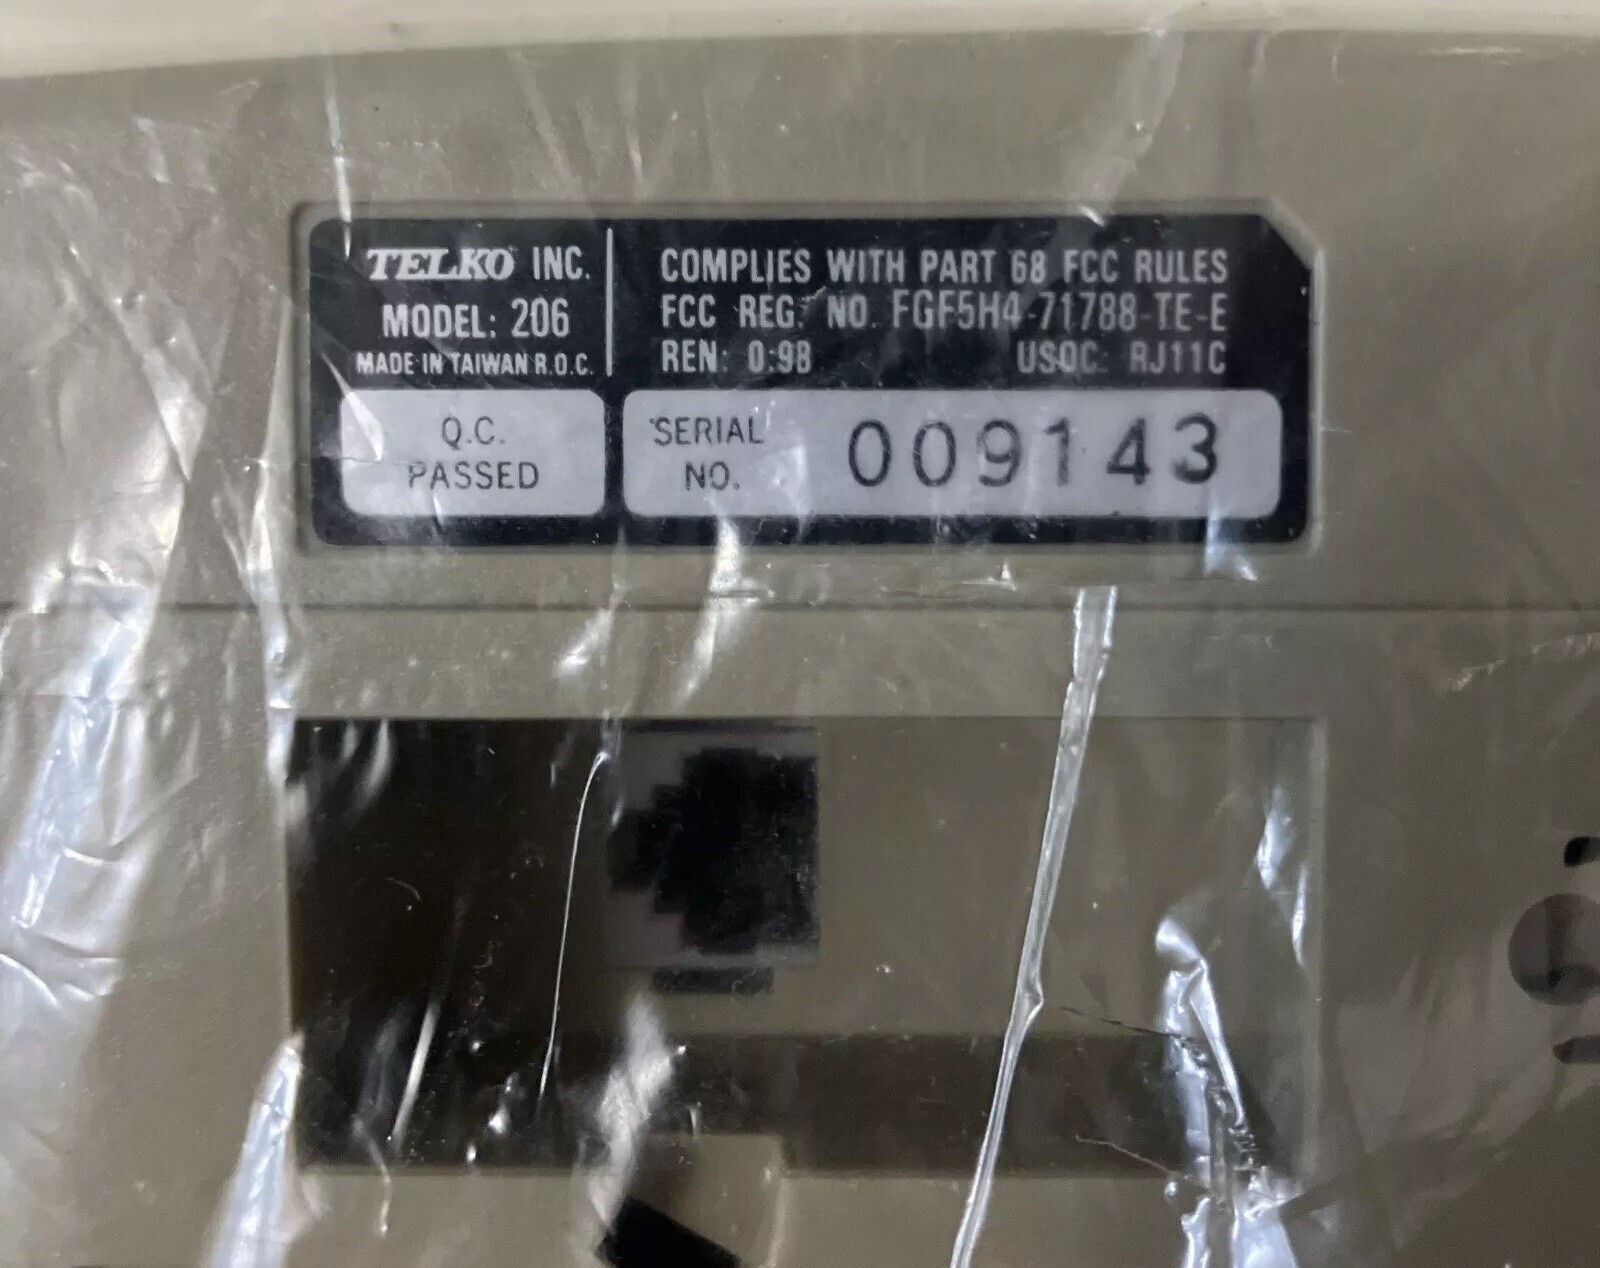 TELKO INC.
MODEL: 206
MADE IN TAIWAN R.O.C.
COMPLIES WITH PART 68 FCC RULES
FCC REG. NO. FGF5H4-71788-TE-E
REN: 0.9B USOC: RJ11C
Q.C.
PASSED
SERIAL
NO. 009143